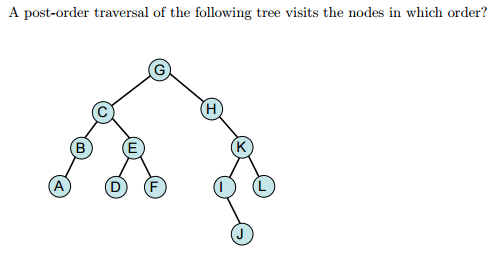 A post-order traversal of the following tree visits the nodes in which order?
G
C H
B E K
A D F I L
J